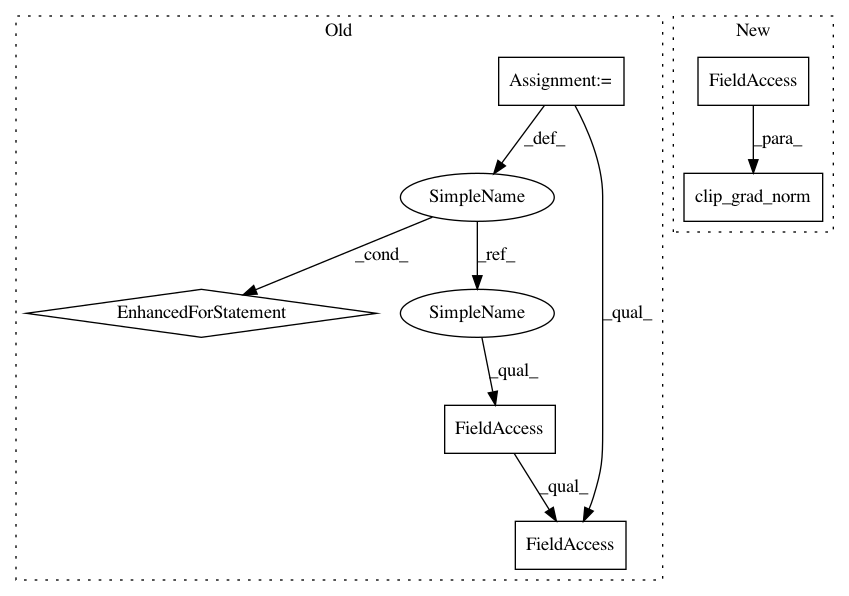 Old
New
Assignment:=
FieldAccess
_def_
_para_
SimpleName
clip_grad_norm
_cond_
_ref_
_qual_
EnhancedForStatement
SimpleName
_qual_
FieldAccess
_qual_
FieldAccess